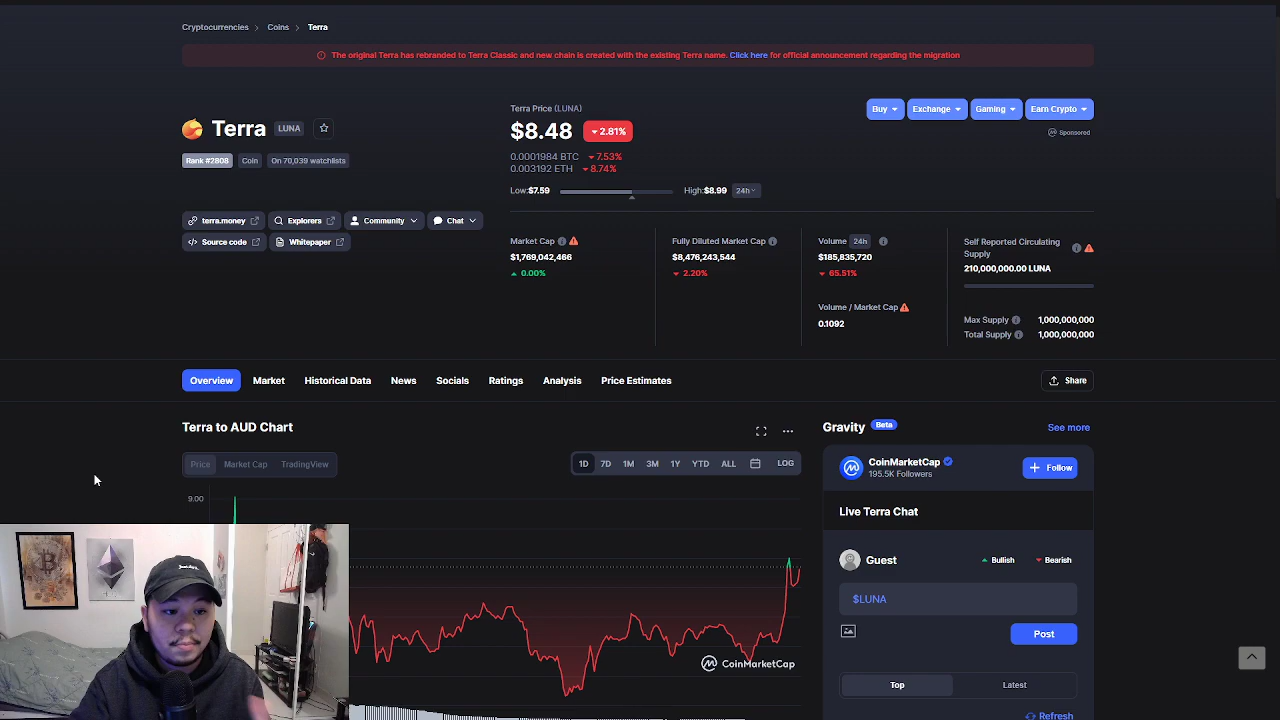 Cryptocurrencies > Coins > Terra
The original Terra has rebranded to Terra Classic and new chain is created with the existing Terra name. Click here for official announcement regarding the migration
Terra LUNA
Rank #2808 Coin On 70,039 watchlists
terra.money Explorers Community Chat
Source code Whitepaper
Terra Price (LUNA)
$8.48 2.81%
0.0001984 BTC 7.53%
0.003192 ETH 8.74%
Low:$7.59 High:$8.99 24h
Buy Exchange Gaming Earn Crypto
Sponsored
Market Cap
$1,769,042,466
0.00%
Fully Diluted Market Cap
$8,476,243,544
2.20%
Volume 24h
$185,835,720
65.51%
Volume / Market Cap
0.1092
Self Reported Circulating
Supply
210,000,000.00 LUNA
Max Supply 1,000,000,000
Total Supply 1,000,000,000
Overview Market Historical Data News Socials Ratings Analysis Price Estimates Share
Terra to AUD Chart
Price Market Cap TradingView 1D 7D 1M 3M 1Y YTD ALL LOG
9.00
CoinMarketCap
Gravity Beta See more
CoinMarketCap
195.5K Followers
+ Follow
Live Terra Chat
Guest Bullish Bearish
$LUNA
Post
Top Latest
Refresh